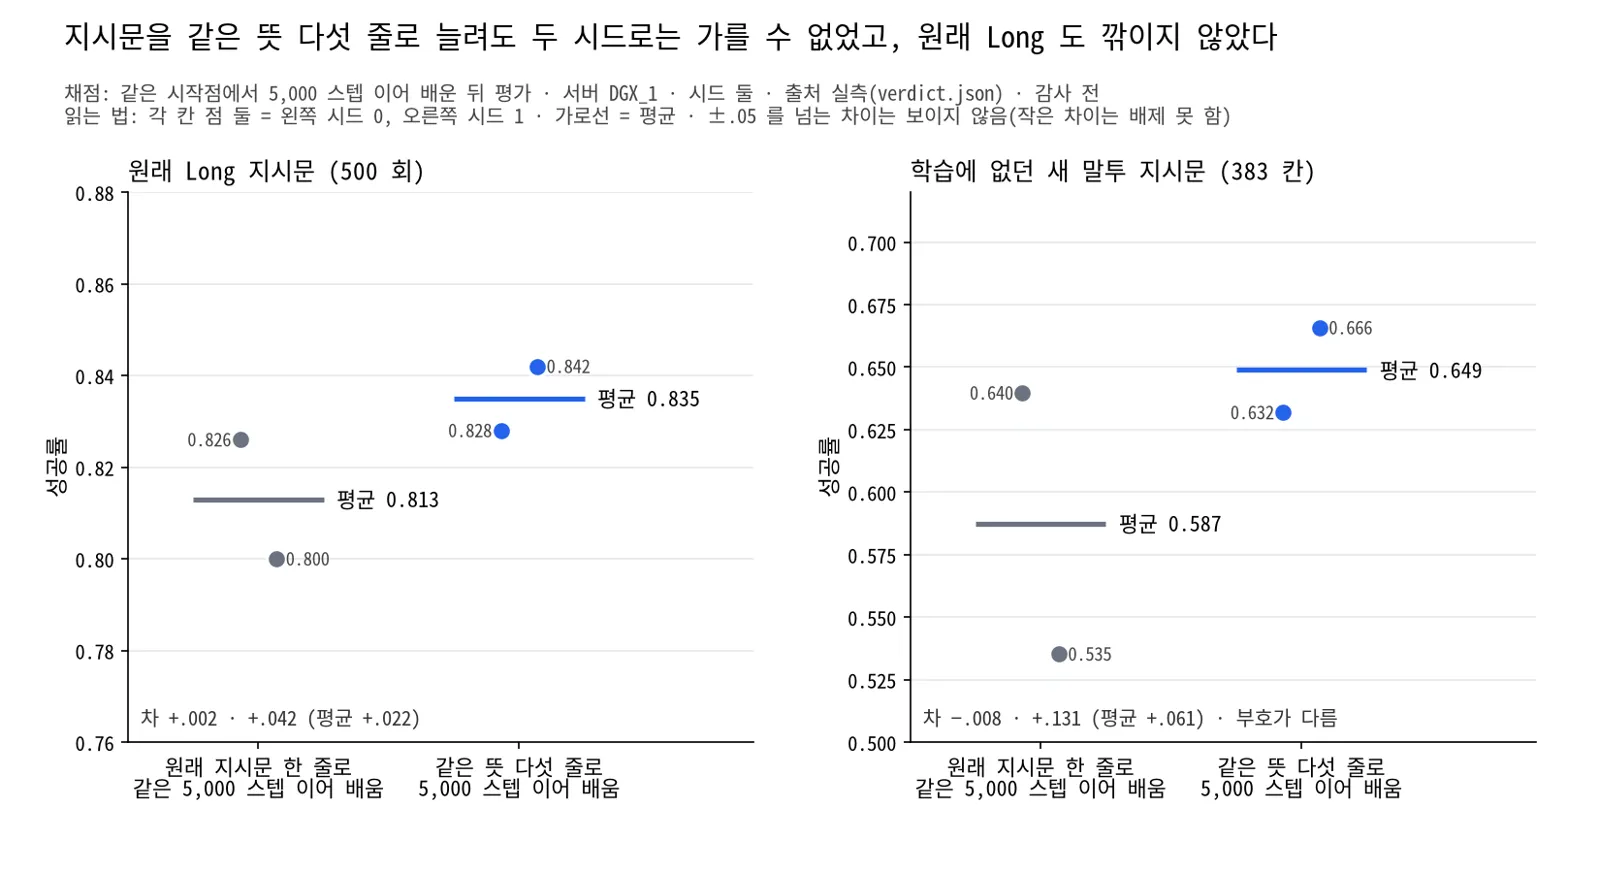 지시문을 같은 뜻 다섯 줄로 늘려도 두 시드로는 가를 수 없었고, 원래 Long 도 깎이지 않았다
채점: 같은 시작점에서 5,000 스텝 이어 배운 뒤 평가 · 서버 DGX_1 · 시드 둘 · 출처 실측(verdict.json) · 감사 전
읽는 법: 각 칸 점 둘 = 왼쪽 시드 0, 오른쪽 시드 1 · 가로선 = 평균 · ±.05 를 넘는 차이는 보이지 않음(작은 차이는 배제 못 함)
원래 Long 지시문 (500 회)
성공률
0.88
0.86
0.84
0.82
0.80
0.78
0.76
0.826
0.800
평균 0.813
0.842
0.828
평균 0.835
차 +.002 · +.042 (평균 +.022)
원래 지시문 한 줄로
같은 5,000 스텝 이어 배움
같은 뜻 다섯 줄로
5,000 스텝 이어 배움
학습에 없던 새 말투 지시문 (383 칸)
성공률
0.700
0.675
0.650
0.625
0.600
0.575
0.550
0.525
0.500
0.640
0.535
평균 0.587
0.666
0.632
평균 0.649
차 −.008 · +.131 (평균 +.061) · 부호가 다름
원래 지시문 한 줄로
같은 5,000 스텝 이어 배움
같은 뜻 다섯 줄로
5,000 스텝 이어 배움